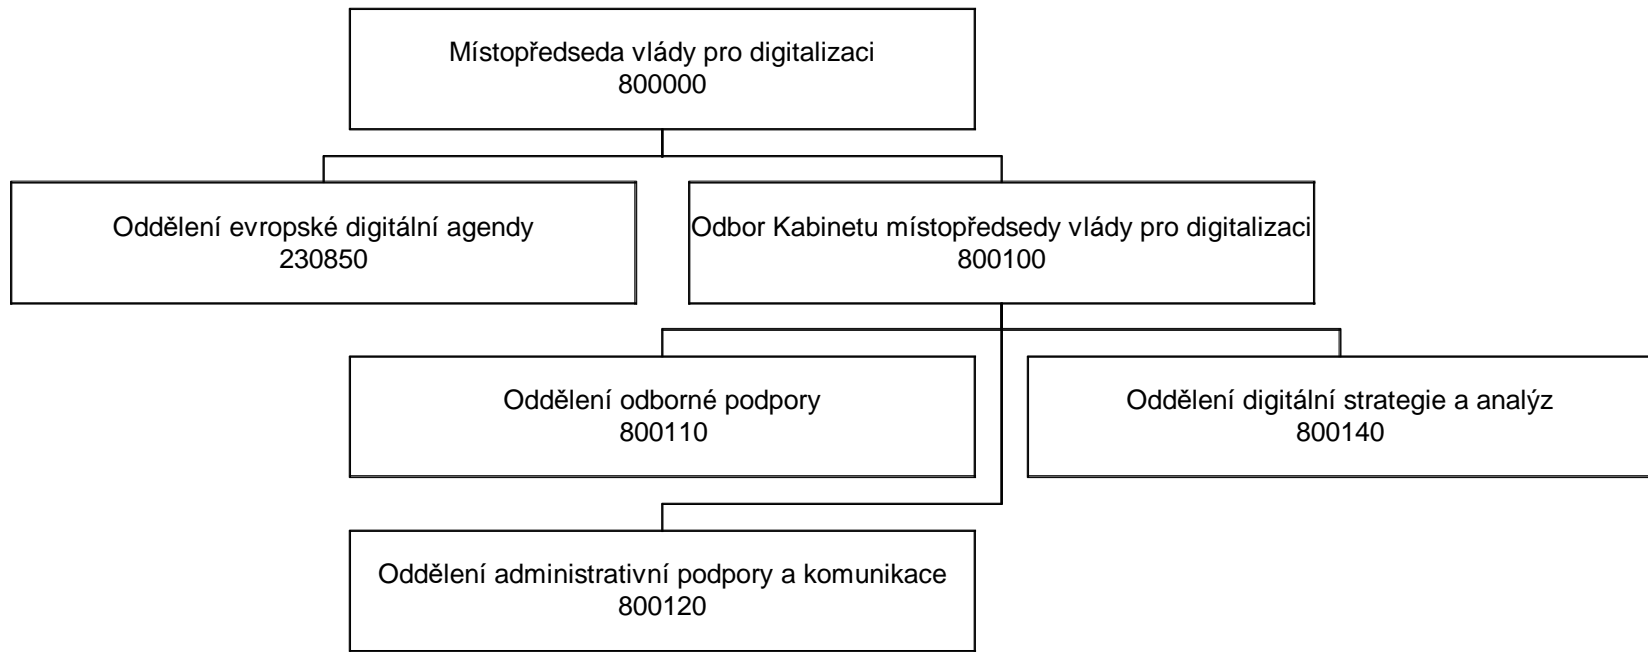 Místopředseda vlády pro digitalizaci
800000
Oddělení evropské digitální agendy
230850
Odbor Kabinetu místopředsedy vlády pro digitalizaci
800100
Oddělení odborné podpory
800110
Oddělení digitální strategie a analýz
800140
Oddělení administrativní podpory a komunikace
800120